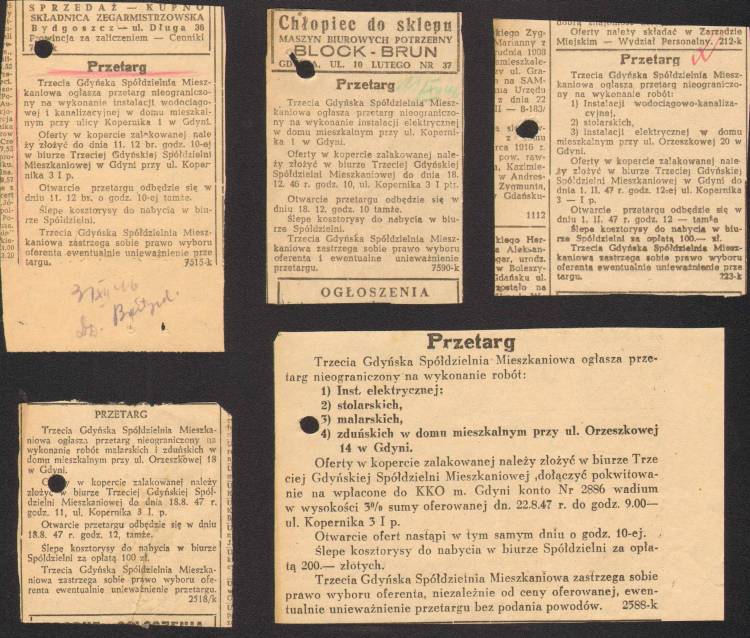 SPRZEDAŻ — KUPNO
SKŁADNICA ZEGARMISTRZOWSKA
Bydgoszcz — ul. Długa 36
Prowincja za zaliczeniem — Cenniki
Przetarg
Trzecia Gdyńska Spółdzielnia Miesz-
kaniowa ogłasza przetarg nieograniczo-
ny na wykonanie instalacji wodociągo-
wej i kanalizacyjnej w domu mieszkal-
nym przy ulicy Kopernika 1 w Gdyni.
Oferty w kopercie zalakowanej nale-
ży złożyć do dnia 11. 12 br. godz. 10-ej
w biurze Trzeciej Gdyńskiej Spółdzielni
Mieszkaniowej w Gdyni przy ul. Koper
nika 3 I p.
Otwarcie przetargu odbędzie się w
dniu 11. 12 bs. o godz. 10-ej tamże.
Ślepe kosztorysy do nabycia w biu-
rze Spółdzielni.
Trzecia Gdyńska Spółdzielnia Miesz-
kaniowa zastrzega sobie prawo wyboru
oferenta ewentualnie unieważnienie prze
targu. 7515-k
Chłopiec do sklepu
MASZYN BIUROWYCH POTRZEBNY
BLOCK-BRUN
UL. 10 LUTEGO NR 37
Przetarg
Trzecia Gdyńska Spółdzielnia Miesz-
kaniowa ogłasza przetarg nieograniczo-
ny na wykonanie instalacji elektrycznej
w domu mieszkalnym przy ul. Koperni-
ka 1 w Gdyni.
Oferty w kopercie zalakowanej nale-
ży złożyć w biurze Trzeciej Gdyńskiej
Spółdzielni Mieszkaniowej do dnia 18.
12. 46 r. godz. 10, ul. Kopernika 3 I ptr.
Otwarcie przetargu odbędzie się w
dniu 18. 12. godz. 10 tamże.
Ślepe kosztorysy do nabycia w biu-
rze Spółdzielni.
Trzecia Gdyńska Spółdzielnia Miesz-
kaniowa zastrzega sobie prawo wyboru
oferenta i ewentualne unieważnienie
przetargu. 7590-k
OGŁOSZENIA
Oferty należy składać w Zarządzie
Miejskim — Wydział Personalny. 212-k
Przetarg
Trzecia Gdyńska Spółdzielnia Miesz-
kaniowa ogłasza przetarg nieograniczo-
ny na wykonanie robót:
1) Instalacji wodociągowo-kanaliza-
cyjnej,
2) stolarskich,
3) instalacji elektrycznej w domu
mieszkalnym przy ul. Orzeszkowej 20 w
Gdyni.
Oferty w kopercie zalakowanej nale-
ży złożyć w biurze Trzeciej Gdyńskiej
Spółdzielni Mieszkaniowej w Gdyni do
dnia 1. II. 47 godz. 12-ej ul. Kopernika
3 — I p.
Otwarcie przetargu odbędzie się w
dniu 1. II. 47 r. godz. 12 — tamże
Ślepe kosztorysy do nabycia w biu-
rze Spółdzielni za opłatą 100.— zł.
Trzecia Gdyńska Spółdzielnia Miesz-
kaniowa zastrzega sobie prawo wyboru
oferenta ewentualnie unieważnienie prze
targu. 223-k
1112
PRZETARG
Trzecia Gdyńska Spółdzielnia Mieszka-
niowa ogłasza przetarg nieograniczony na
wykonanie robót malarskich i zduńskich w
domu mieszkalnym przy ul. Orzeszkowej 18
w Gdyni.
w kopercie zalakowanej należy
złożyć w biurze Trzeciej Gdyńskiej Spół-
dzielni Mieszkaniowej do dnia 18.8. 47 r.
godz. 11, ul. Kopernika 3 I p.
Otwarcie przetargu odbędzie się w dniu
18.8. 47 r. godz. 12, tamże.
Ślepe kosztorysy do nabycia w biurze
Spółdzielni za opłatą 100 zł.
Trzecia Gdyńska Spółdzielnia Mieszka-
niowa zastrzega sobie prawo wyboru ofe-
renta ewentualnie unieważnienie przetargu.
2518/k
Przetarg
Trzecia Gdyńska Spółdzielnia Mieszkaniowa ogłasza prze-
targ nieograniczony na wykonanie robót:
1) Inst. elektrycznej;
2) stolarskich,
3) malarskich,
4) zduńskich w domu mieszkalnym przy ul. Orzeszkowej
14 w Gdyni.
Oferty w kopercie zalakowanej należy złożyć w biurze Trze
ciej Gdyńskiej Spółdzielni Mieszkaniowej ,dołączyć pokwitowa-
nie na wpłacone do KKO m. Gdyni konto Nr 2886 wadium
w wysokości 3% sumy oferowanej dn. 22.8.47 r. do godz. 9.00—
ul. Kopernika 3 I p.
Otwarcie ofert nastąpi w tym samym dniu o godz. 10-ej.
Ślepe kosztorysy do nabycia w biurze Spółdzielni za opła-
tą 200.— złotych.
Trzecia Gdyńska Spółdzielnia Mieszkaniowa zastrzega sobie
prawo wyboru oferenta, niezależnie od ceny oferowanej, ewen-
tualnie unieważnienie przetargu bez podania powodów. 2588-k